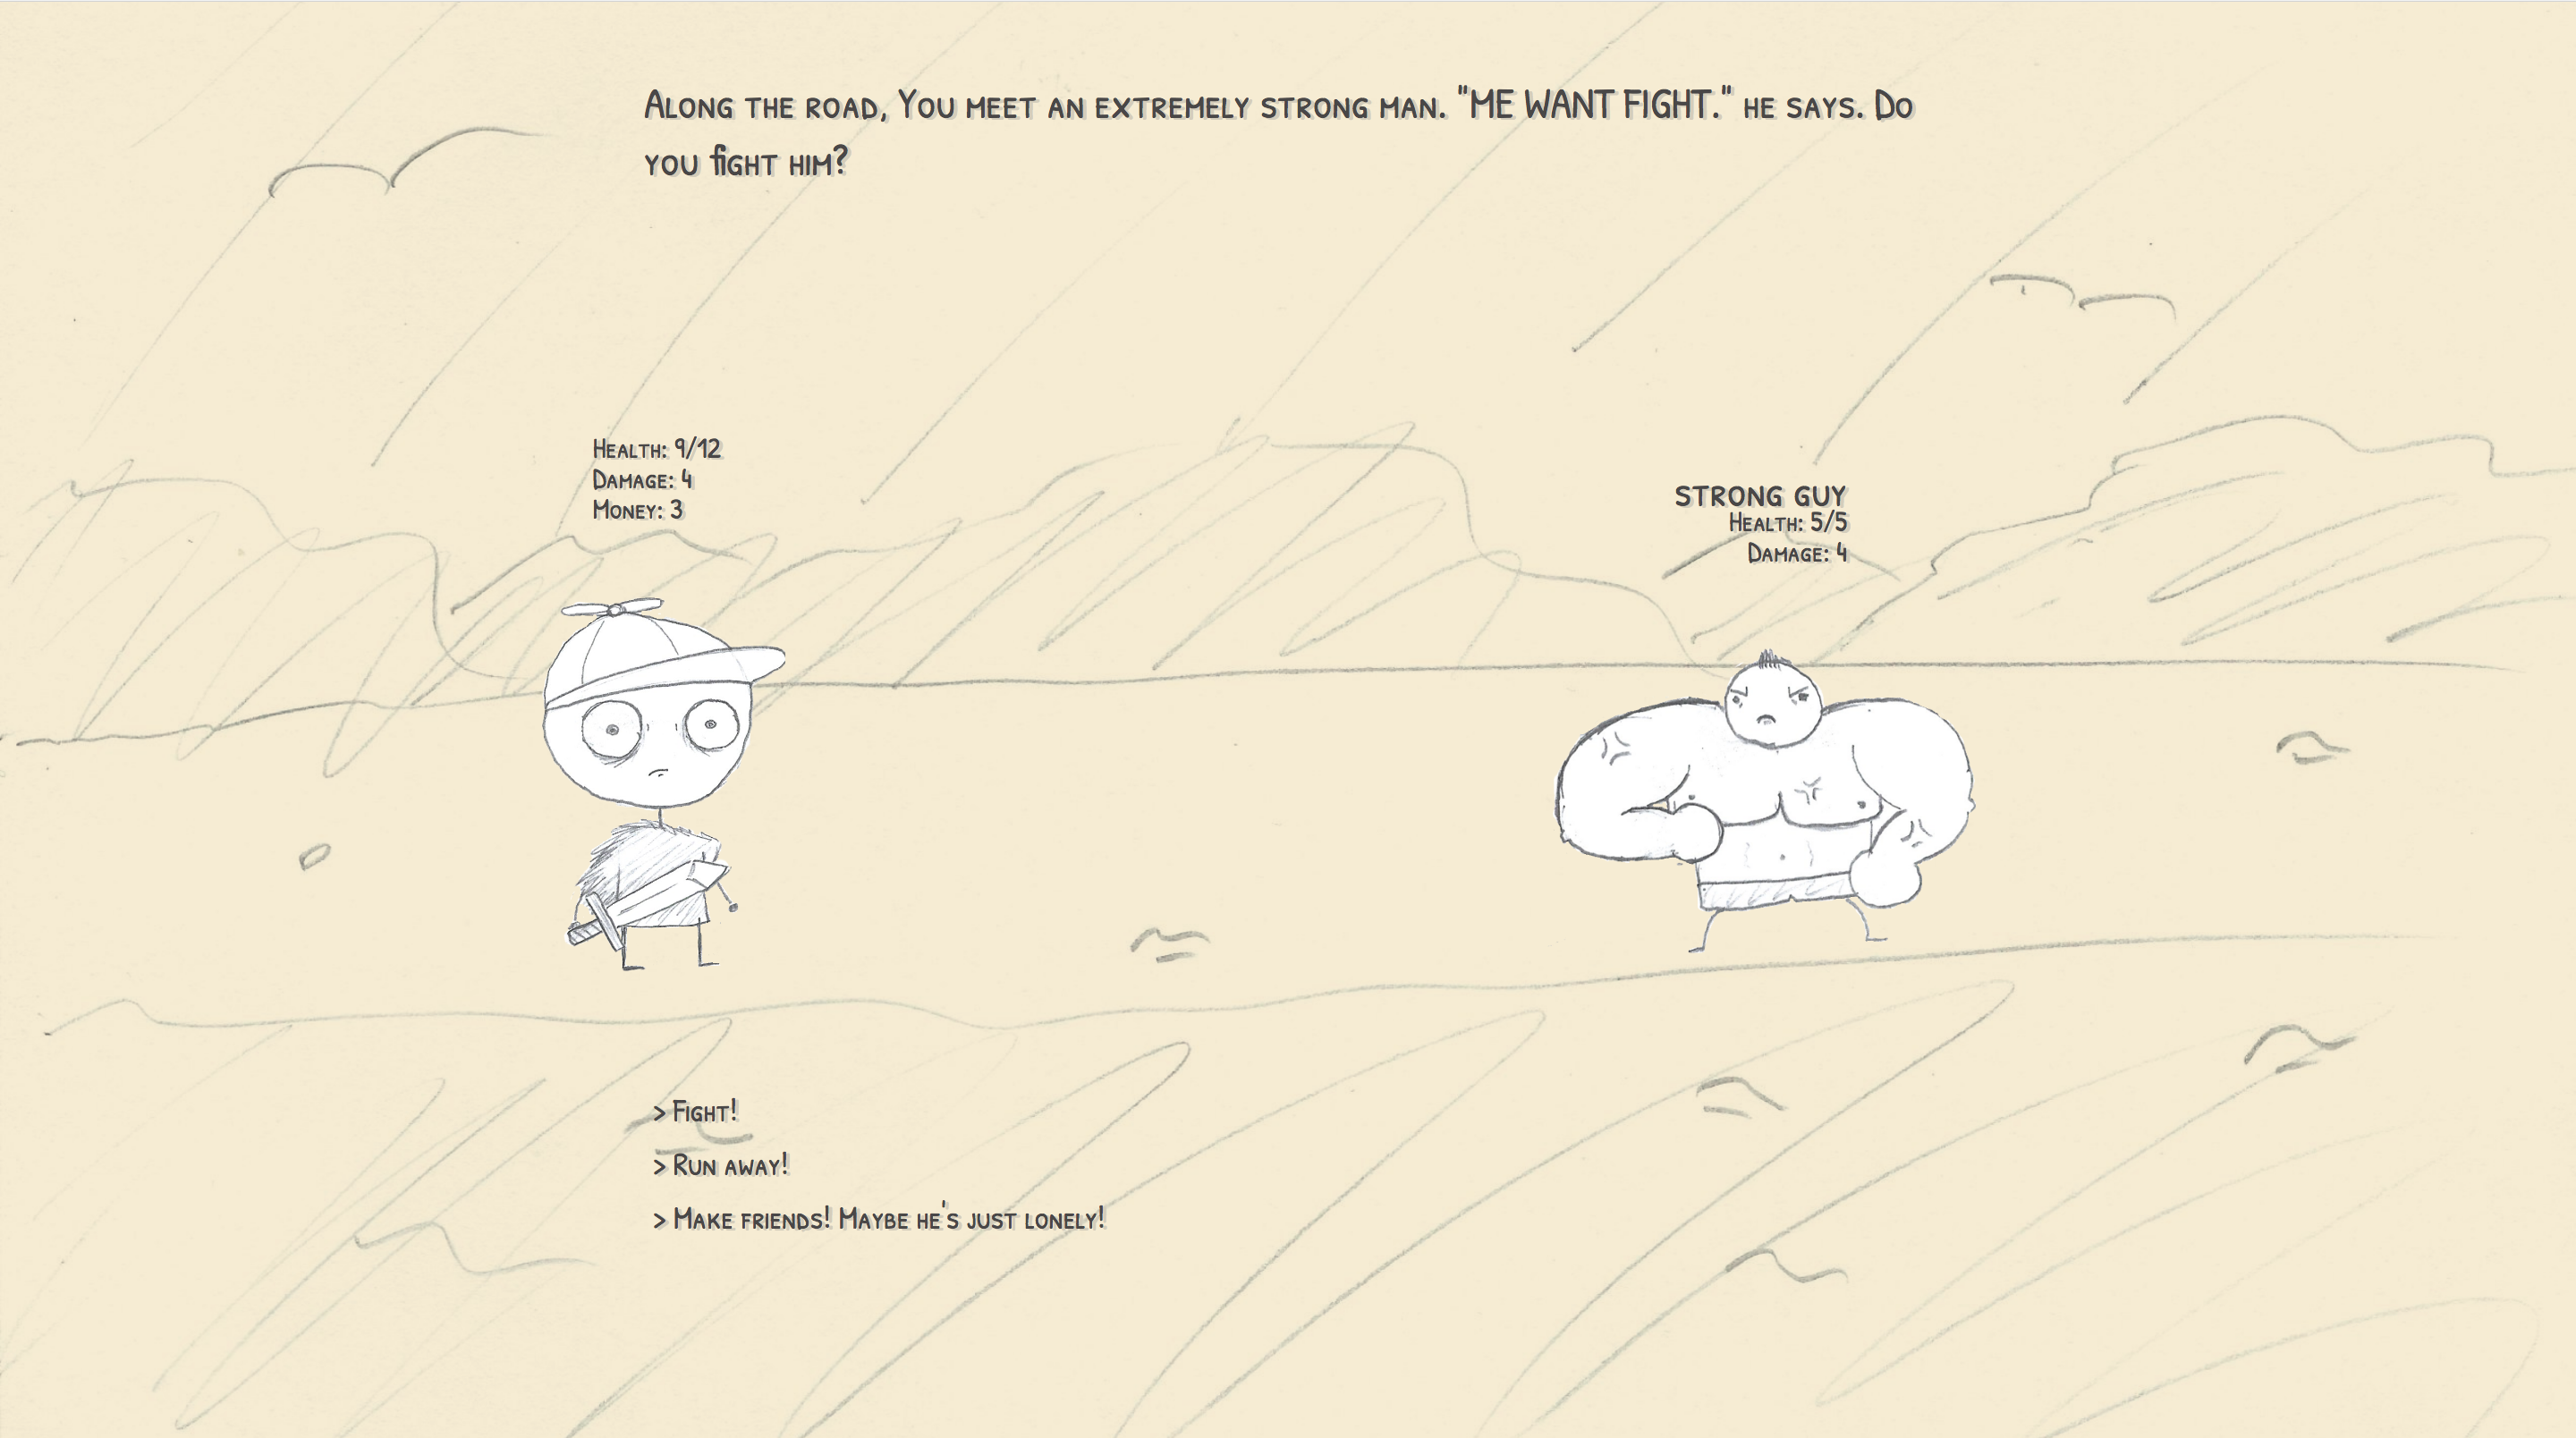 Along the road, You meet an extremely strong man. "ME WANT FIGHT." he says. Do
you fight him?
Health: 9/12
Damage: 4
Money: 3
STRONG GUY
Health: 5/5
Damage: 4
> Fight!
> Run away!
> Make friends! Maybe he's just lonely!